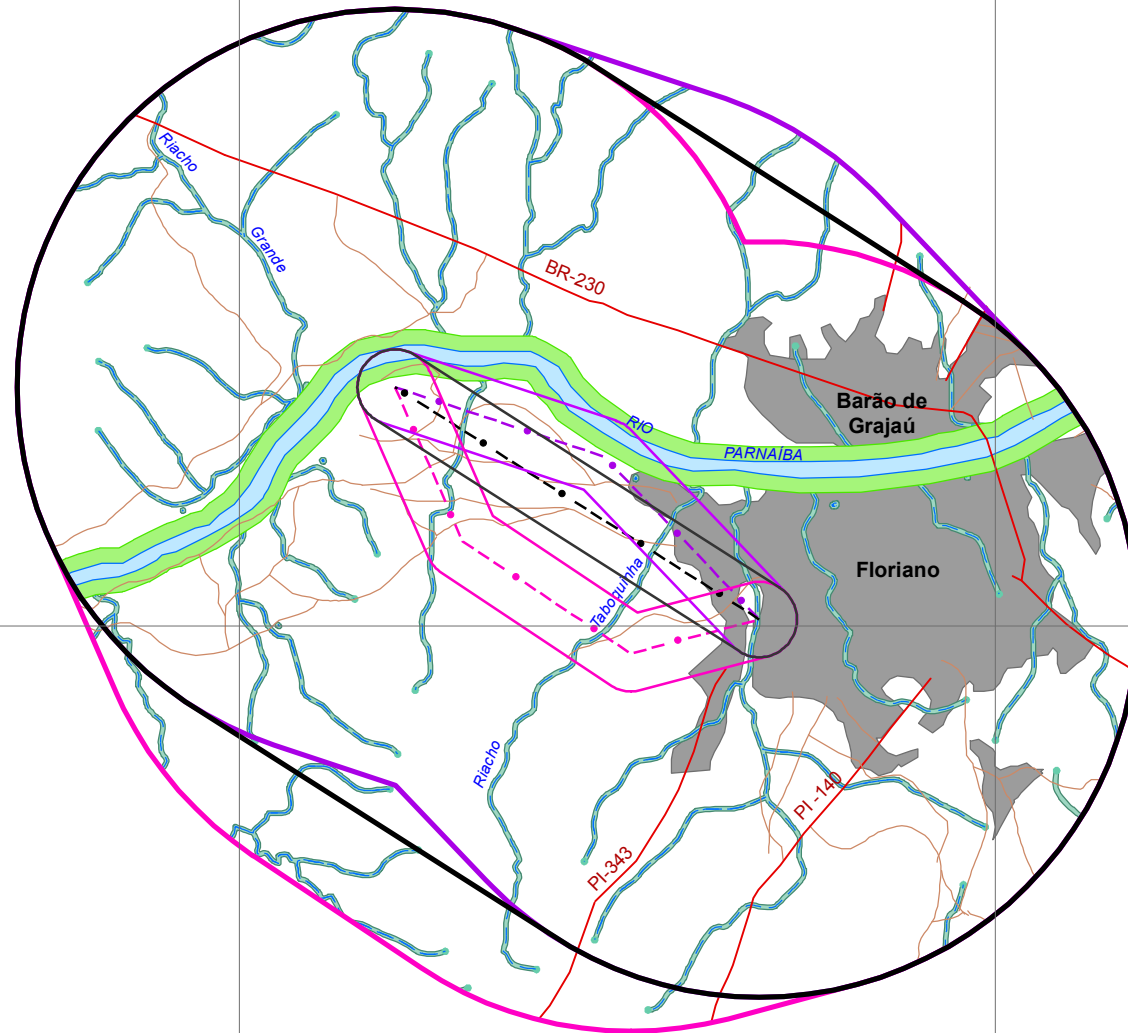 Riacho
Grande
BR-230
Barão de
Grajaú
RIO
PARNAÍBA
Floriano
Taboquinha
Riacho
PI-140
PI-343